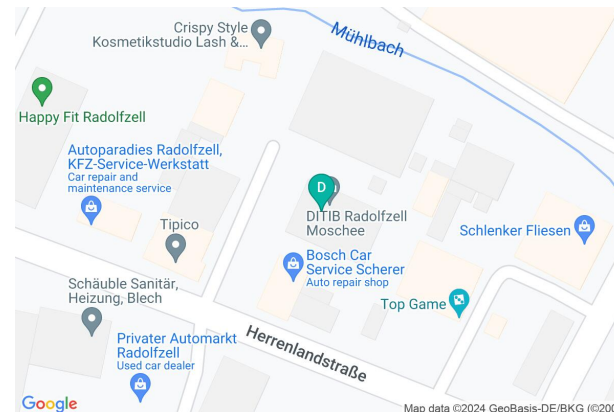 Crispy Style
Kosmetikstudio Lash &...
Mühlbach
Happy Fit Radolfzell
Autoparadies Radolfzell,
KFZ-Service-Werkstatt
Car repair and
maintenance service
D
DITIB Radolfzell
Moschee
Tipico
Schlenker Fliesen
Bosch Car
Service Scherer
Auto repair shop
Schäuble Sanitär,
Heizung, Blech
Top Game
Privater Automarkt
Radolfzell
Used car dealer
Herrenlandstraße
Google
Map data ©2024 GeoBasis-DE/BKG (©200